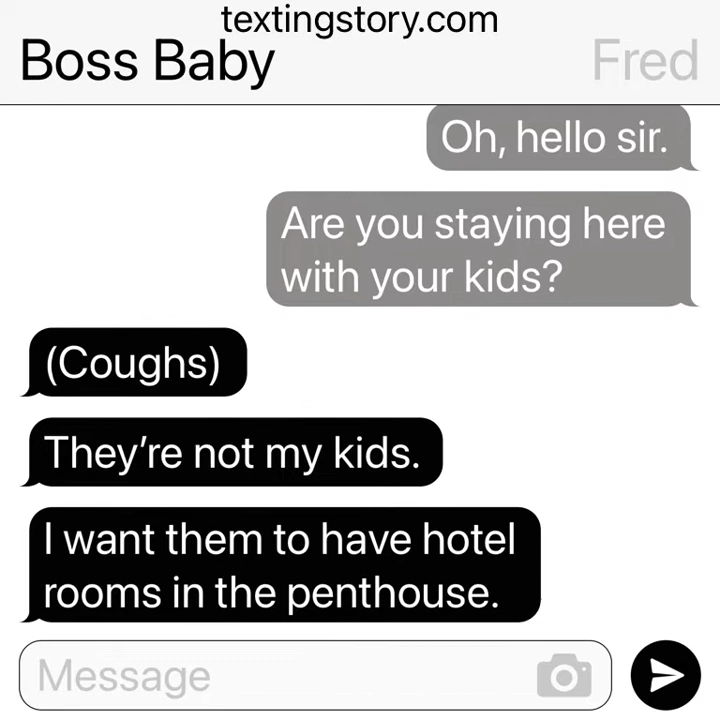 textingstory.com
Boss Baby
Fred
Oh, hello sir.
Are you staying here
with your kids?
(Coughs)
They’re not my kids.
I want them to have hotel
rooms in the penthouse.
Message